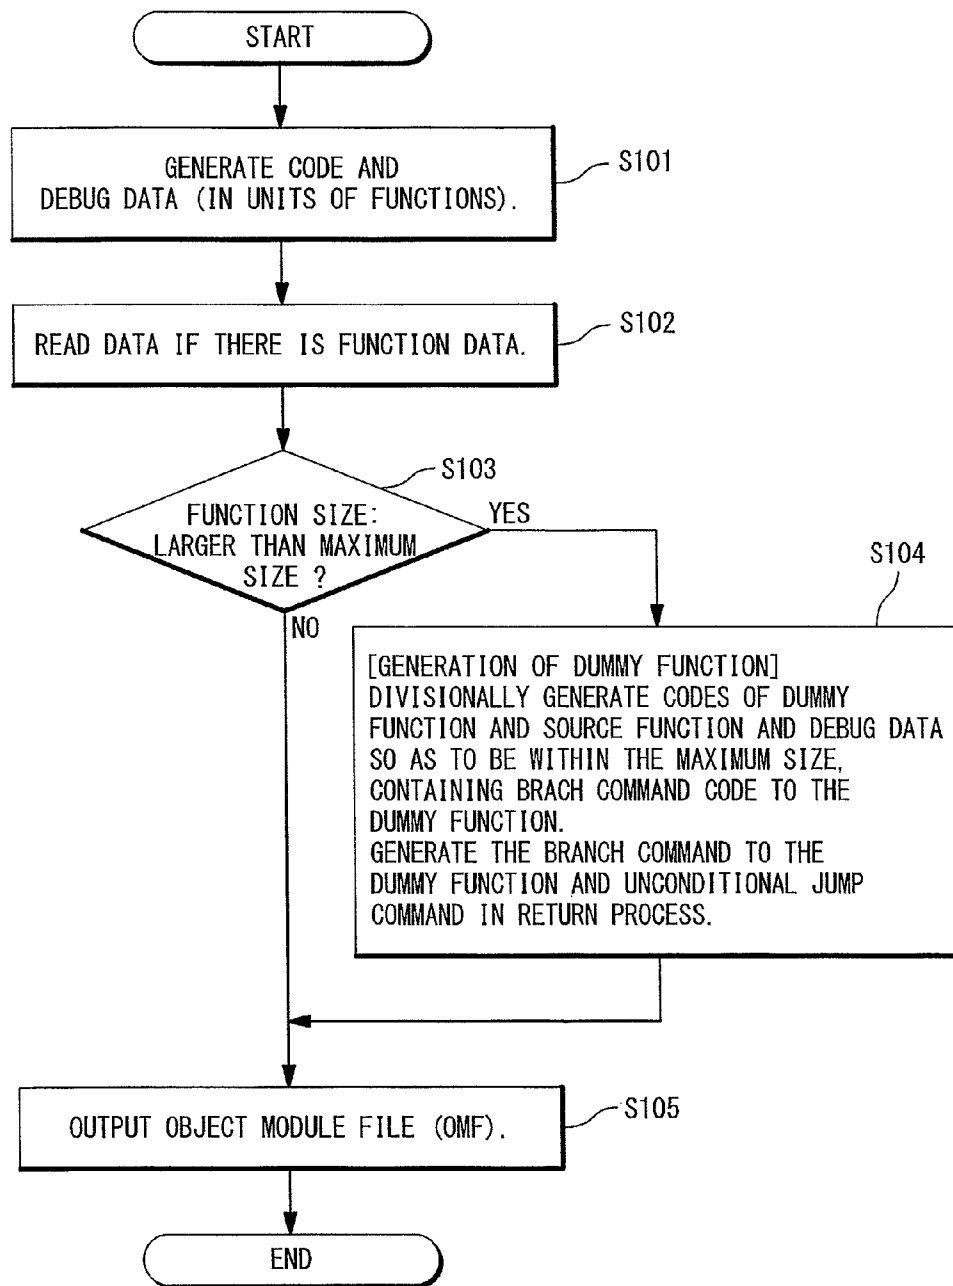 START
GENERATE CODE AND
DEBUG DATA (IN UNITS OF FUNCTIONS).
S101
READ DATA IF THERE IS FUNCTION DATA.
S102
S103
FUNCTION SIZE:
LARGER THAN MAXIMUM
SIZE ?
YES
NO
S104
[GENERATION OF DUMMY FUNCTION]
DIVISIONALLY GENERATE CODES OF DUMMY
FUNCTION AND SOURCE FUNCTION AND DEBUG DATA
SO AS TO BE WITHIN THE MAXIMUM SIZE,
CONTAINING BRACH COMMAND CODE TO THE
DUMMY FUNCTION.
GENERATE THE BRANCH COMMAND TO THE
DUMMY FUNCTION AND UNCONDITIONAL JUMP
COMMAND IN RETURN PROCESS.
OUTPUT OBJECT MODULE FILE (OMF).
S105
END